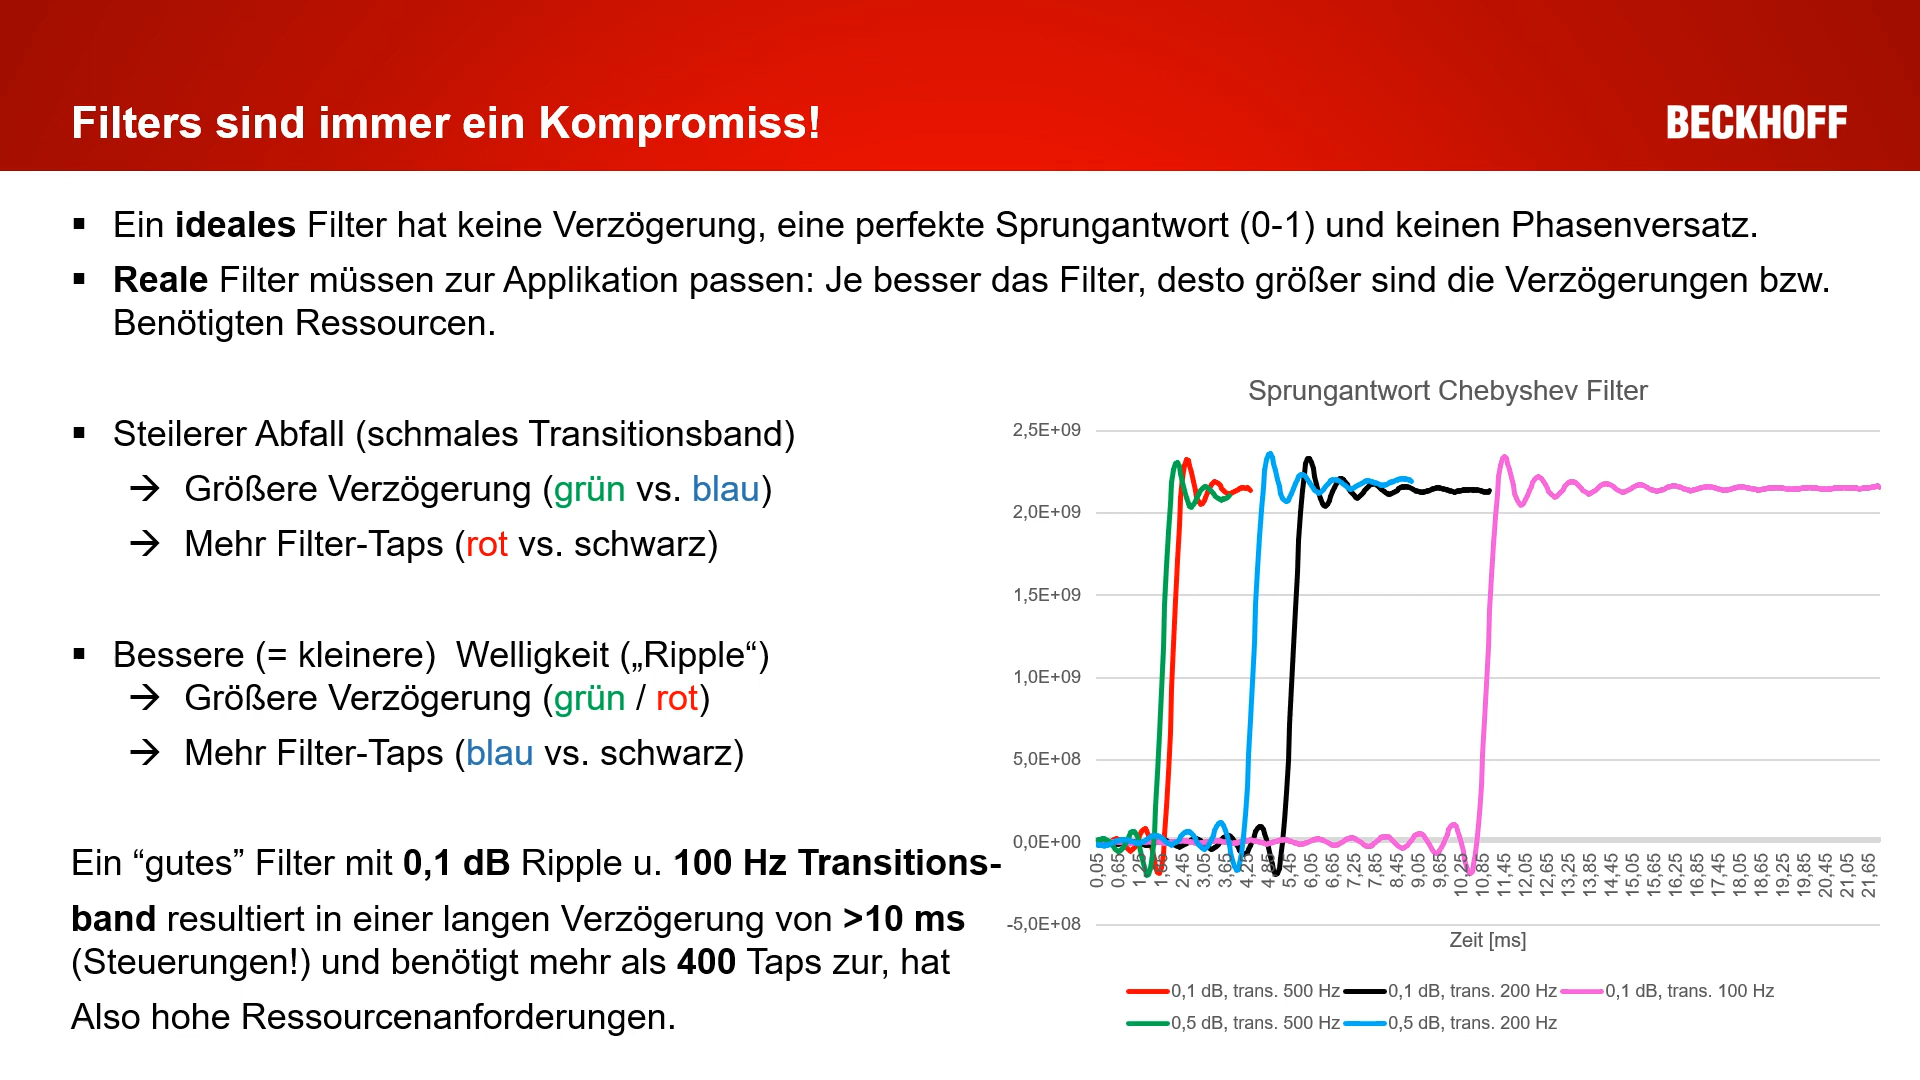 Filters sind immer ein Kompromiss!
BECKHOFF
▪ Ein ideales Filter hat keine Verzögerung, eine perfekte Sprungantwort (0-1) und keinen Phasenversatz.
▪ Reale Filter müssen zur Applikation passen: Je besser das Filter, desto größer sind die Verzögerungen bzw.
Benötigten Ressourcen.
▪ Steilerer Abfall (schmales Transitionsband)
→ Größere Verzögerung (grün vs. blau)
→ Mehr Filter-Taps (rot vs. schwarz)
▪ Bessere (= kleinere) Welligkeit („Ripple“)
→ Größere Verzögerung (grün / rot)
→ Mehr Filter-Taps (blau vs. schwarz)
Ein “gutes” Filter mit 0,1 dB Ripple u. 100 Hz Transitions-
band resultiert in einer langen Verzögerung von >10 ms
(Steuerungen!) und benötigt mehr als 400 Taps zur, hat
Also hohe Ressourcenanforderungen.
Sprungantwort Chebyshev Filter
2,5E+09
2,0E+09
1,5E+09
1,0E+09
5,0E+08
0,0E+00
-5,0E+08
0,05 0,65 2,45 3,05 4,25 5,45 6,05 6,65 7,25 7,85 8,45 9,05 9,65 10,25 10,85 11,45 12,05 12,65 13,25 13,85 14,45 15,05 15,65 16,25 16,85 17,45 18,05 18,65 19,25 19,85 20,45 21,05 21,65
Zeit [ms]
0,1 dB, trans. 500 Hz 0,1 dB, trans. 200 Hz 0,1 dB, trans. 100 Hz
0,5 dB, trans. 500 Hz 0,5 dB, trans. 200 Hz